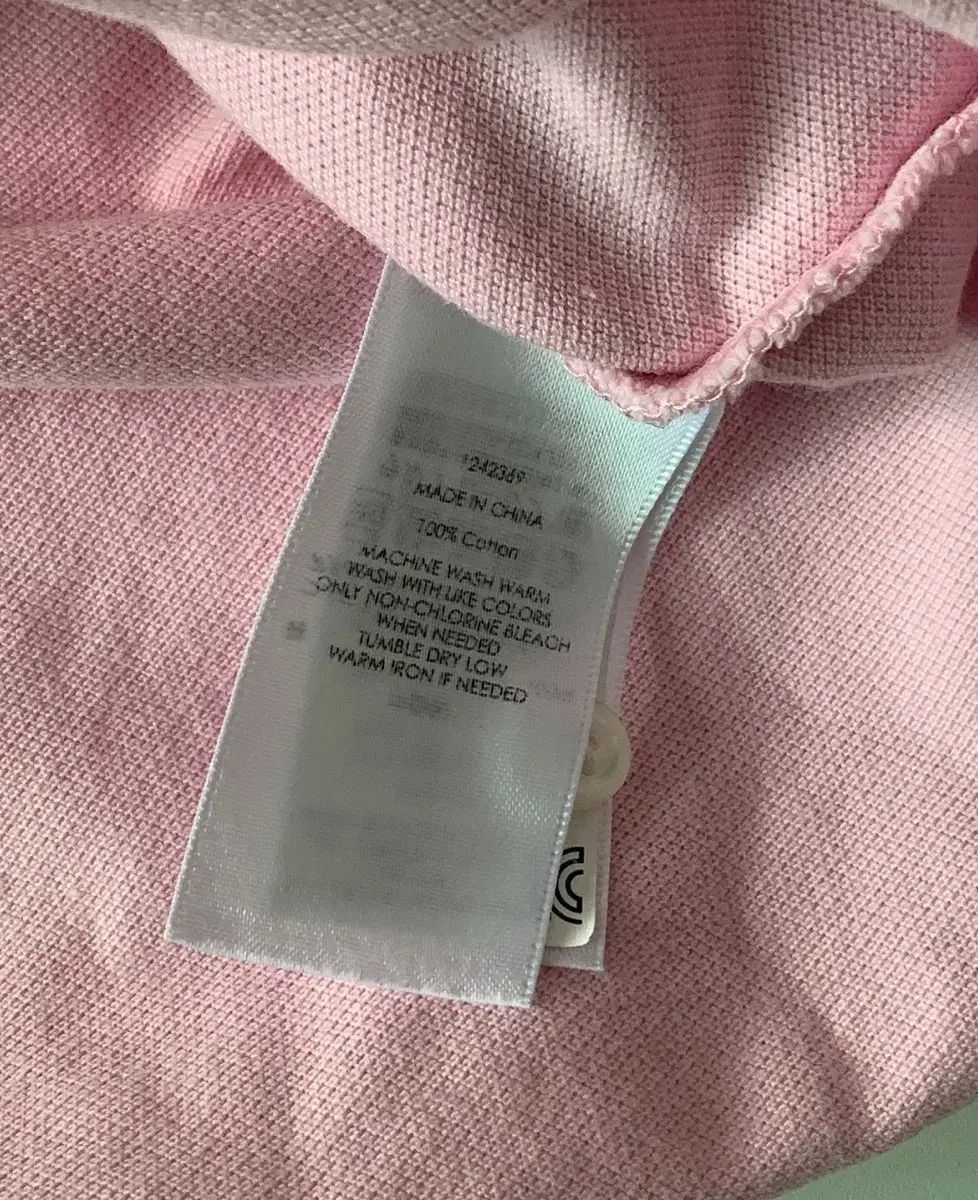 1242369
MADE IN CHINA
100% Cotton
MACHINE WASH WARM
WASH WITH LIKE COLORS
ONLY NON-CHLORINE BLEACH
WHEN NEEDED
TUMBLE DRY LOW
WARM IRON IF NEEDED